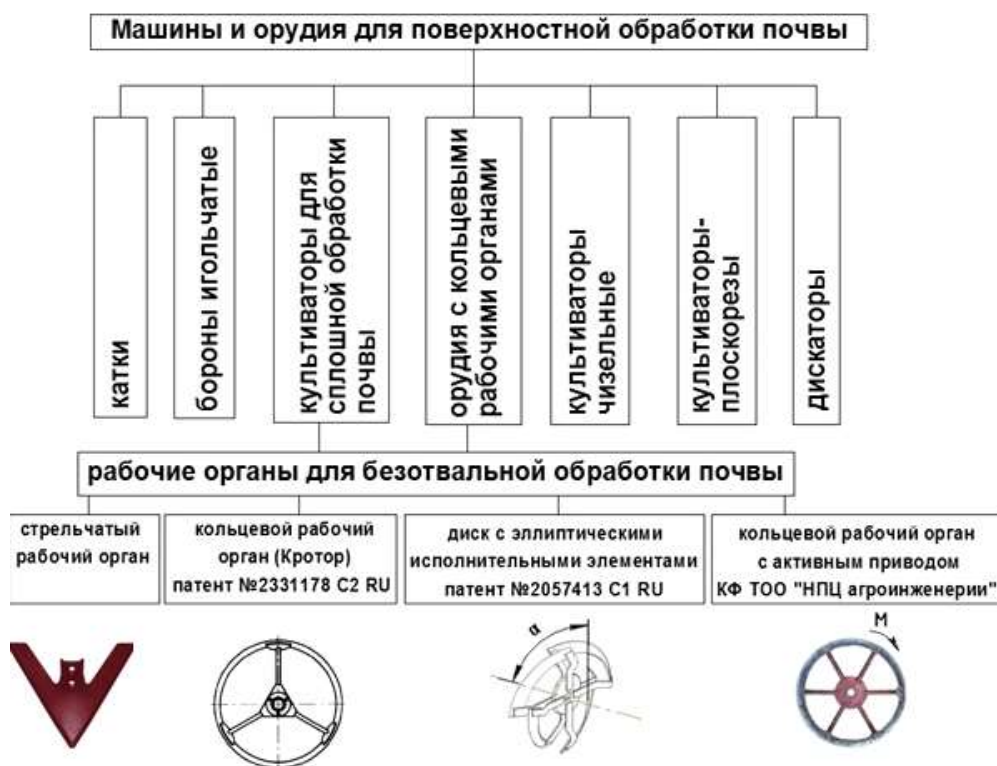 Машины и орудия для поверхностной обработки почвы
катки
бороны игольчатые
культиваторы для
сплошной обработки
почвы
орудия с кольцевыми
рабочими органами
культиваторы
чизельные
культиваторы-
плоскорезы
дискаторы
рабочие органы для безотвальной обработки почвы
стрельчатый
рабочий орган
кольцевой рабочий
орган (Кротор)
патент №2331178 C2 RU
диск с эллиптическими
исполнительными элементами
патент №2057413 C1 RU
кольцевой рабочий орган
с активным приводом
КФ ТОО "НПЦ агроинженерии"
α
М